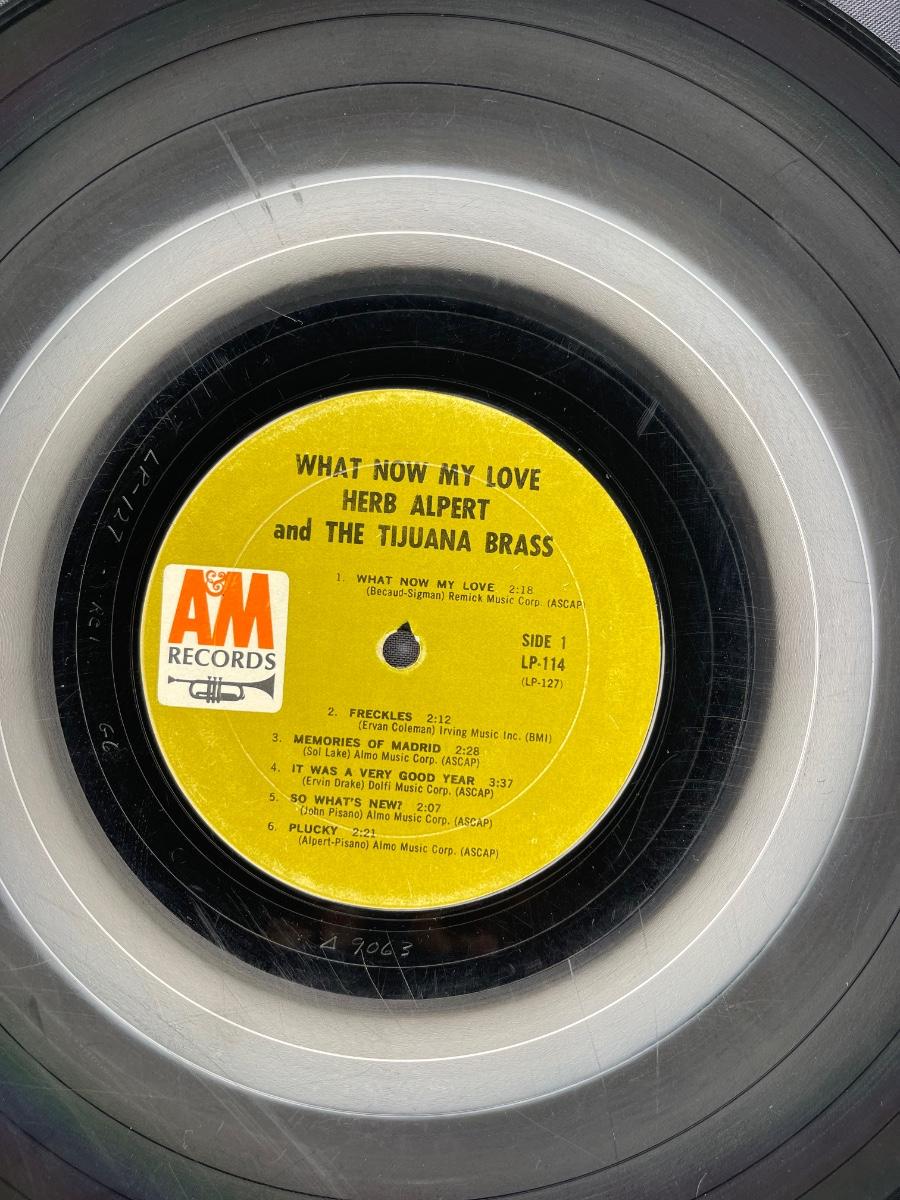 WHAT NOW MY LOVE
HERB ALPERT
and THE TIJUANA BRASS
1. WHAT NOW MY LOVE 2:18
(Becaud-Sigman) Remick Music Corp. (ASCAP)
A&M
RECORDS
SIDE 1
LP-114
(LP-127)
2. FRECKLES 2:12
(Ervan Coleman) Irving Music Inc. (BMI)
3. MEMORIES OF MADRID 2:28
(Sol Lake) Almo Music Corp. (ASCAP)
4. IT WAS A VERY GOOD YEAR 3:37
(Ervin Drake) Dolfi Music Corp. (ASCAP)
5. SO WHAT'S NEW? 2:07
(John Pisano) Almo Music Corp. (ASCAP)
6. PLUCKY 2:21
(Alpert-Pisano) Almo Music Corp. (ASCAP)
LP-127
Δ 9063